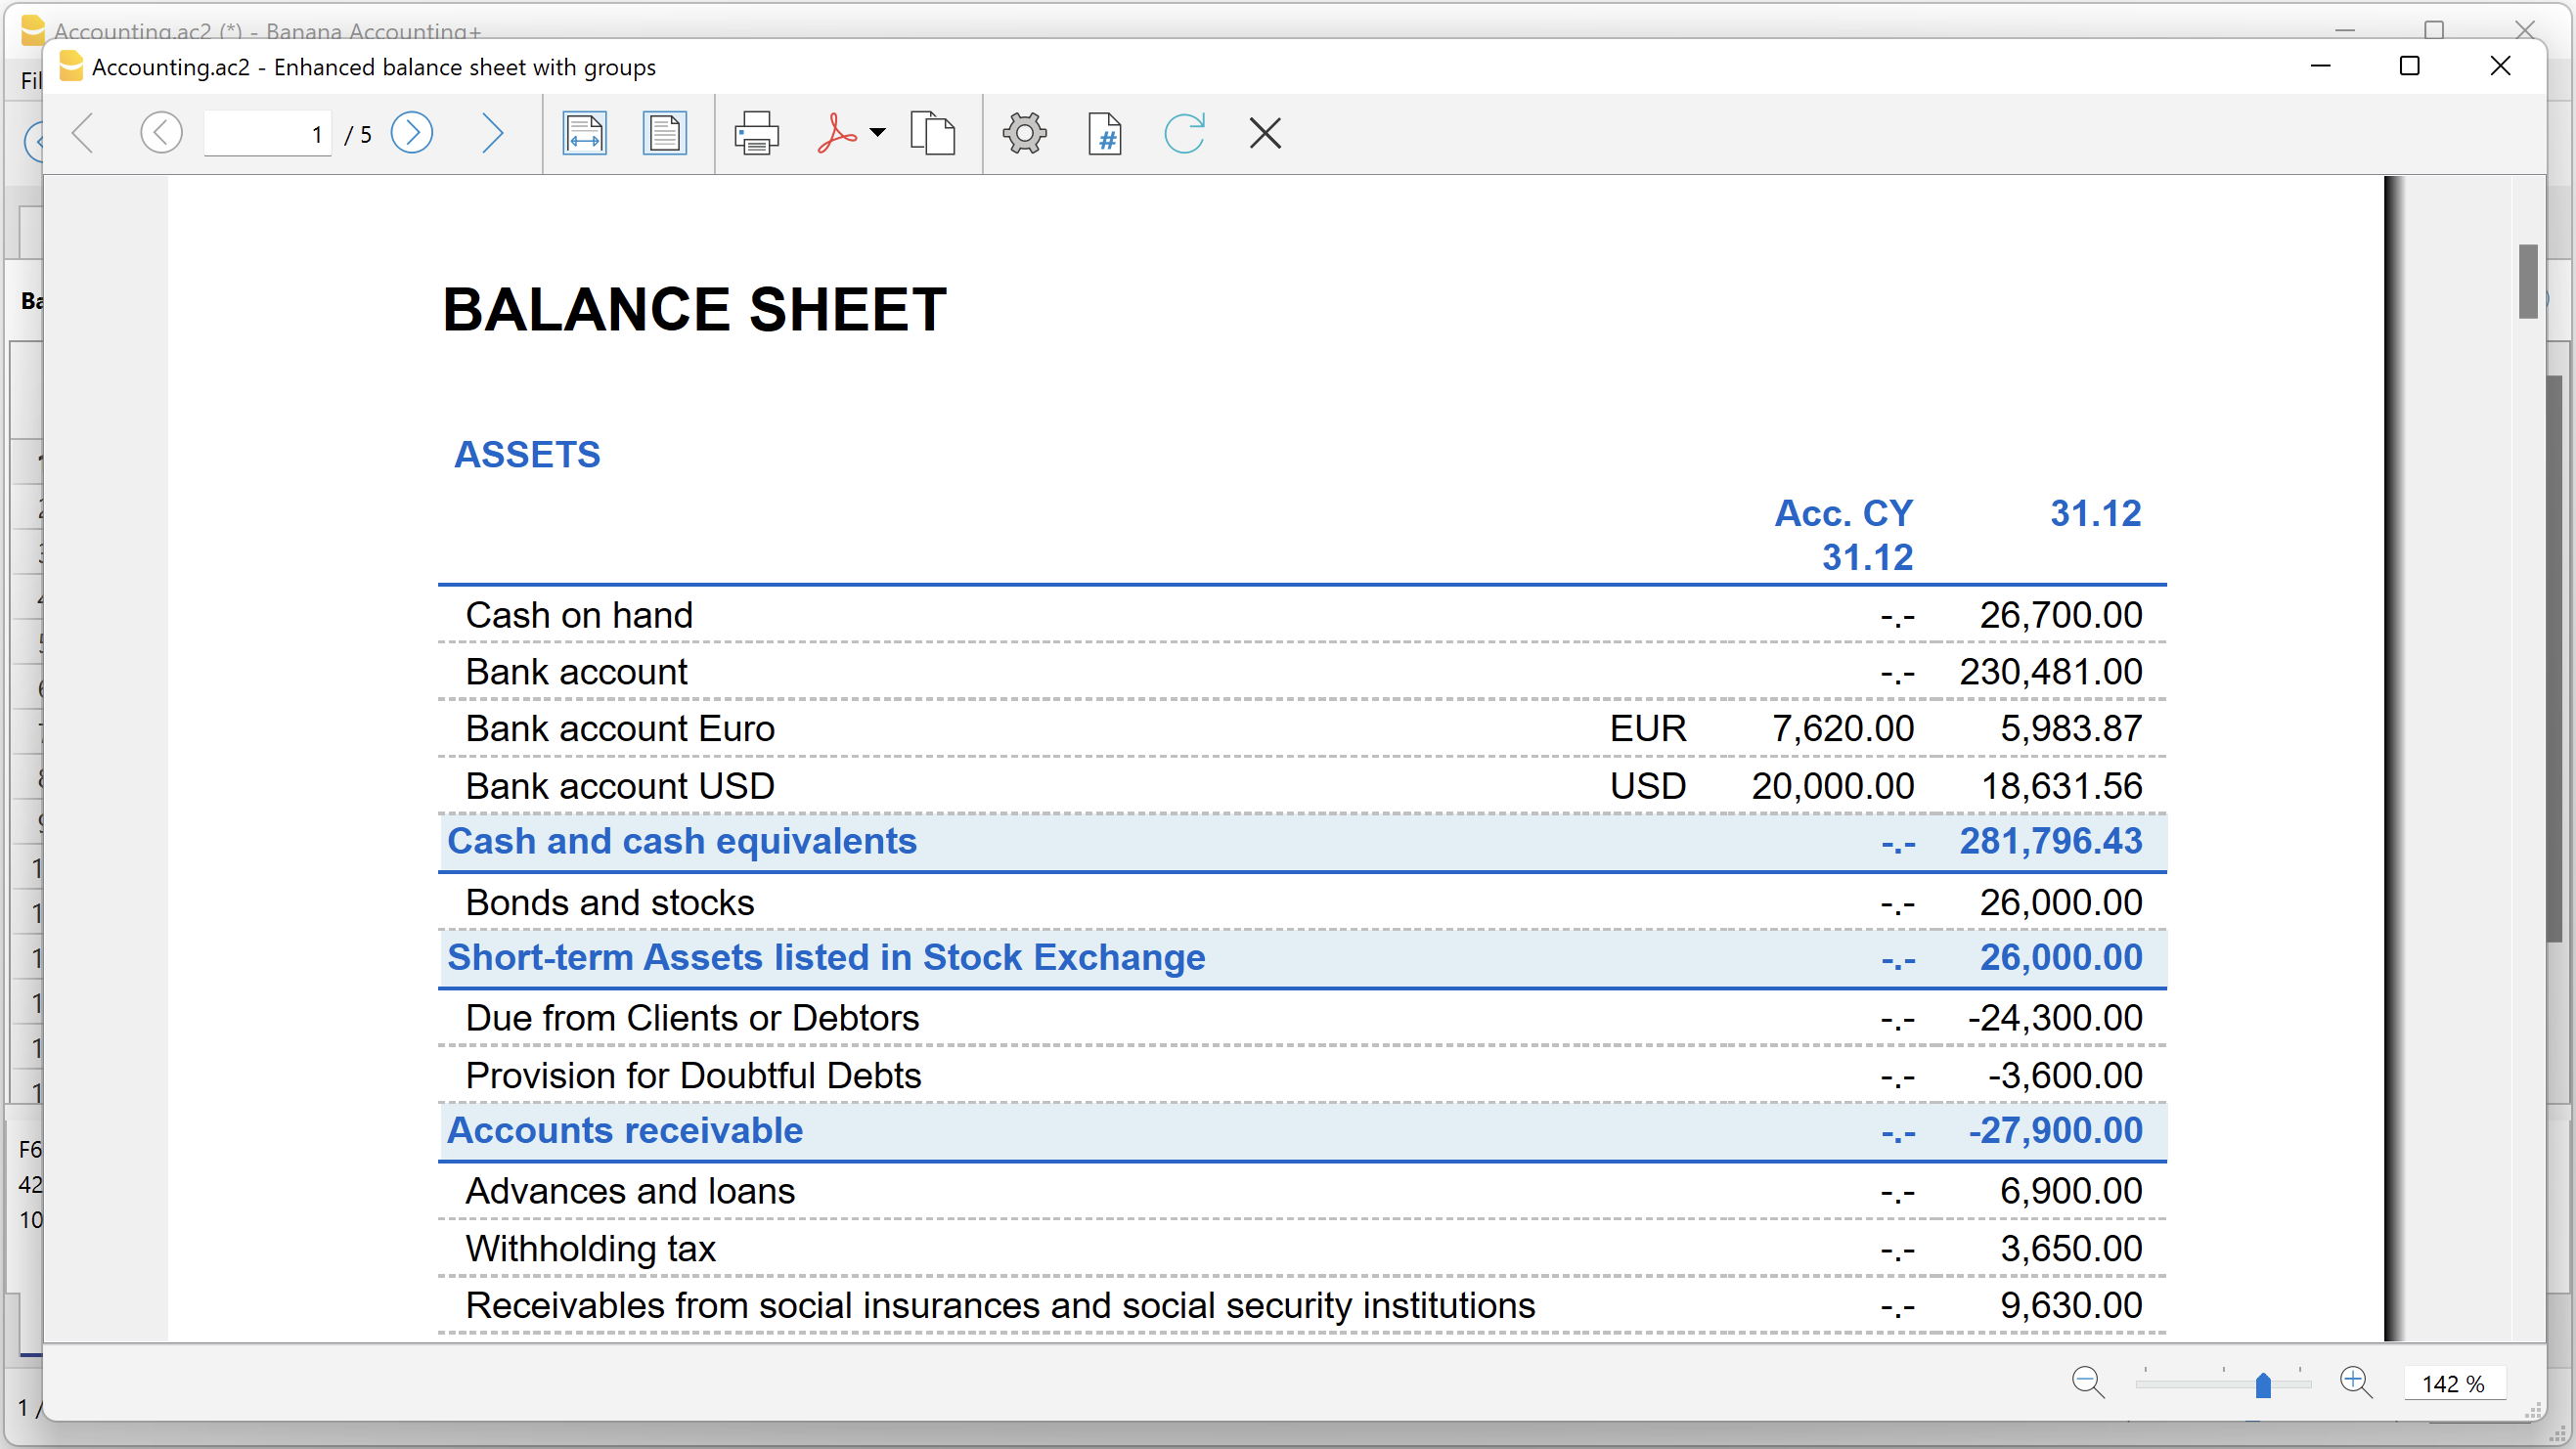 Accounting.ac2 (*) - Banana Accounting+
Accounting.ac2 - Enhanced balance sheet with groups
Fil
1 / 5
Ba
BALANCE SHEET
ASSETS
Acc. CY 31.12
31.12
Cash on hand -.- 26,700.00
Bank account -.- 230,481.00
Bank account Euro EUR 7,620.00 5,983.87
Bank account USD USD 20,000.00 18,631.56
Cash and cash equivalents -.- 281,796.43
Bonds and stocks -.- 26,000.00
Short-term Assets listed in Stock Exchange -.- 26,000.00
Due from Clients or Debtors -.- -24,300.00
Provision for Doubtful Debts -.- -3,600.00
Accounts receivable -.- -27,900.00
Advances and loans -.- 6,900.00
Withholding tax -.- 3,650.00
Receivables from social insurances and social security institutions -.- 9,630.00
F6
42
10
142 %
1 /